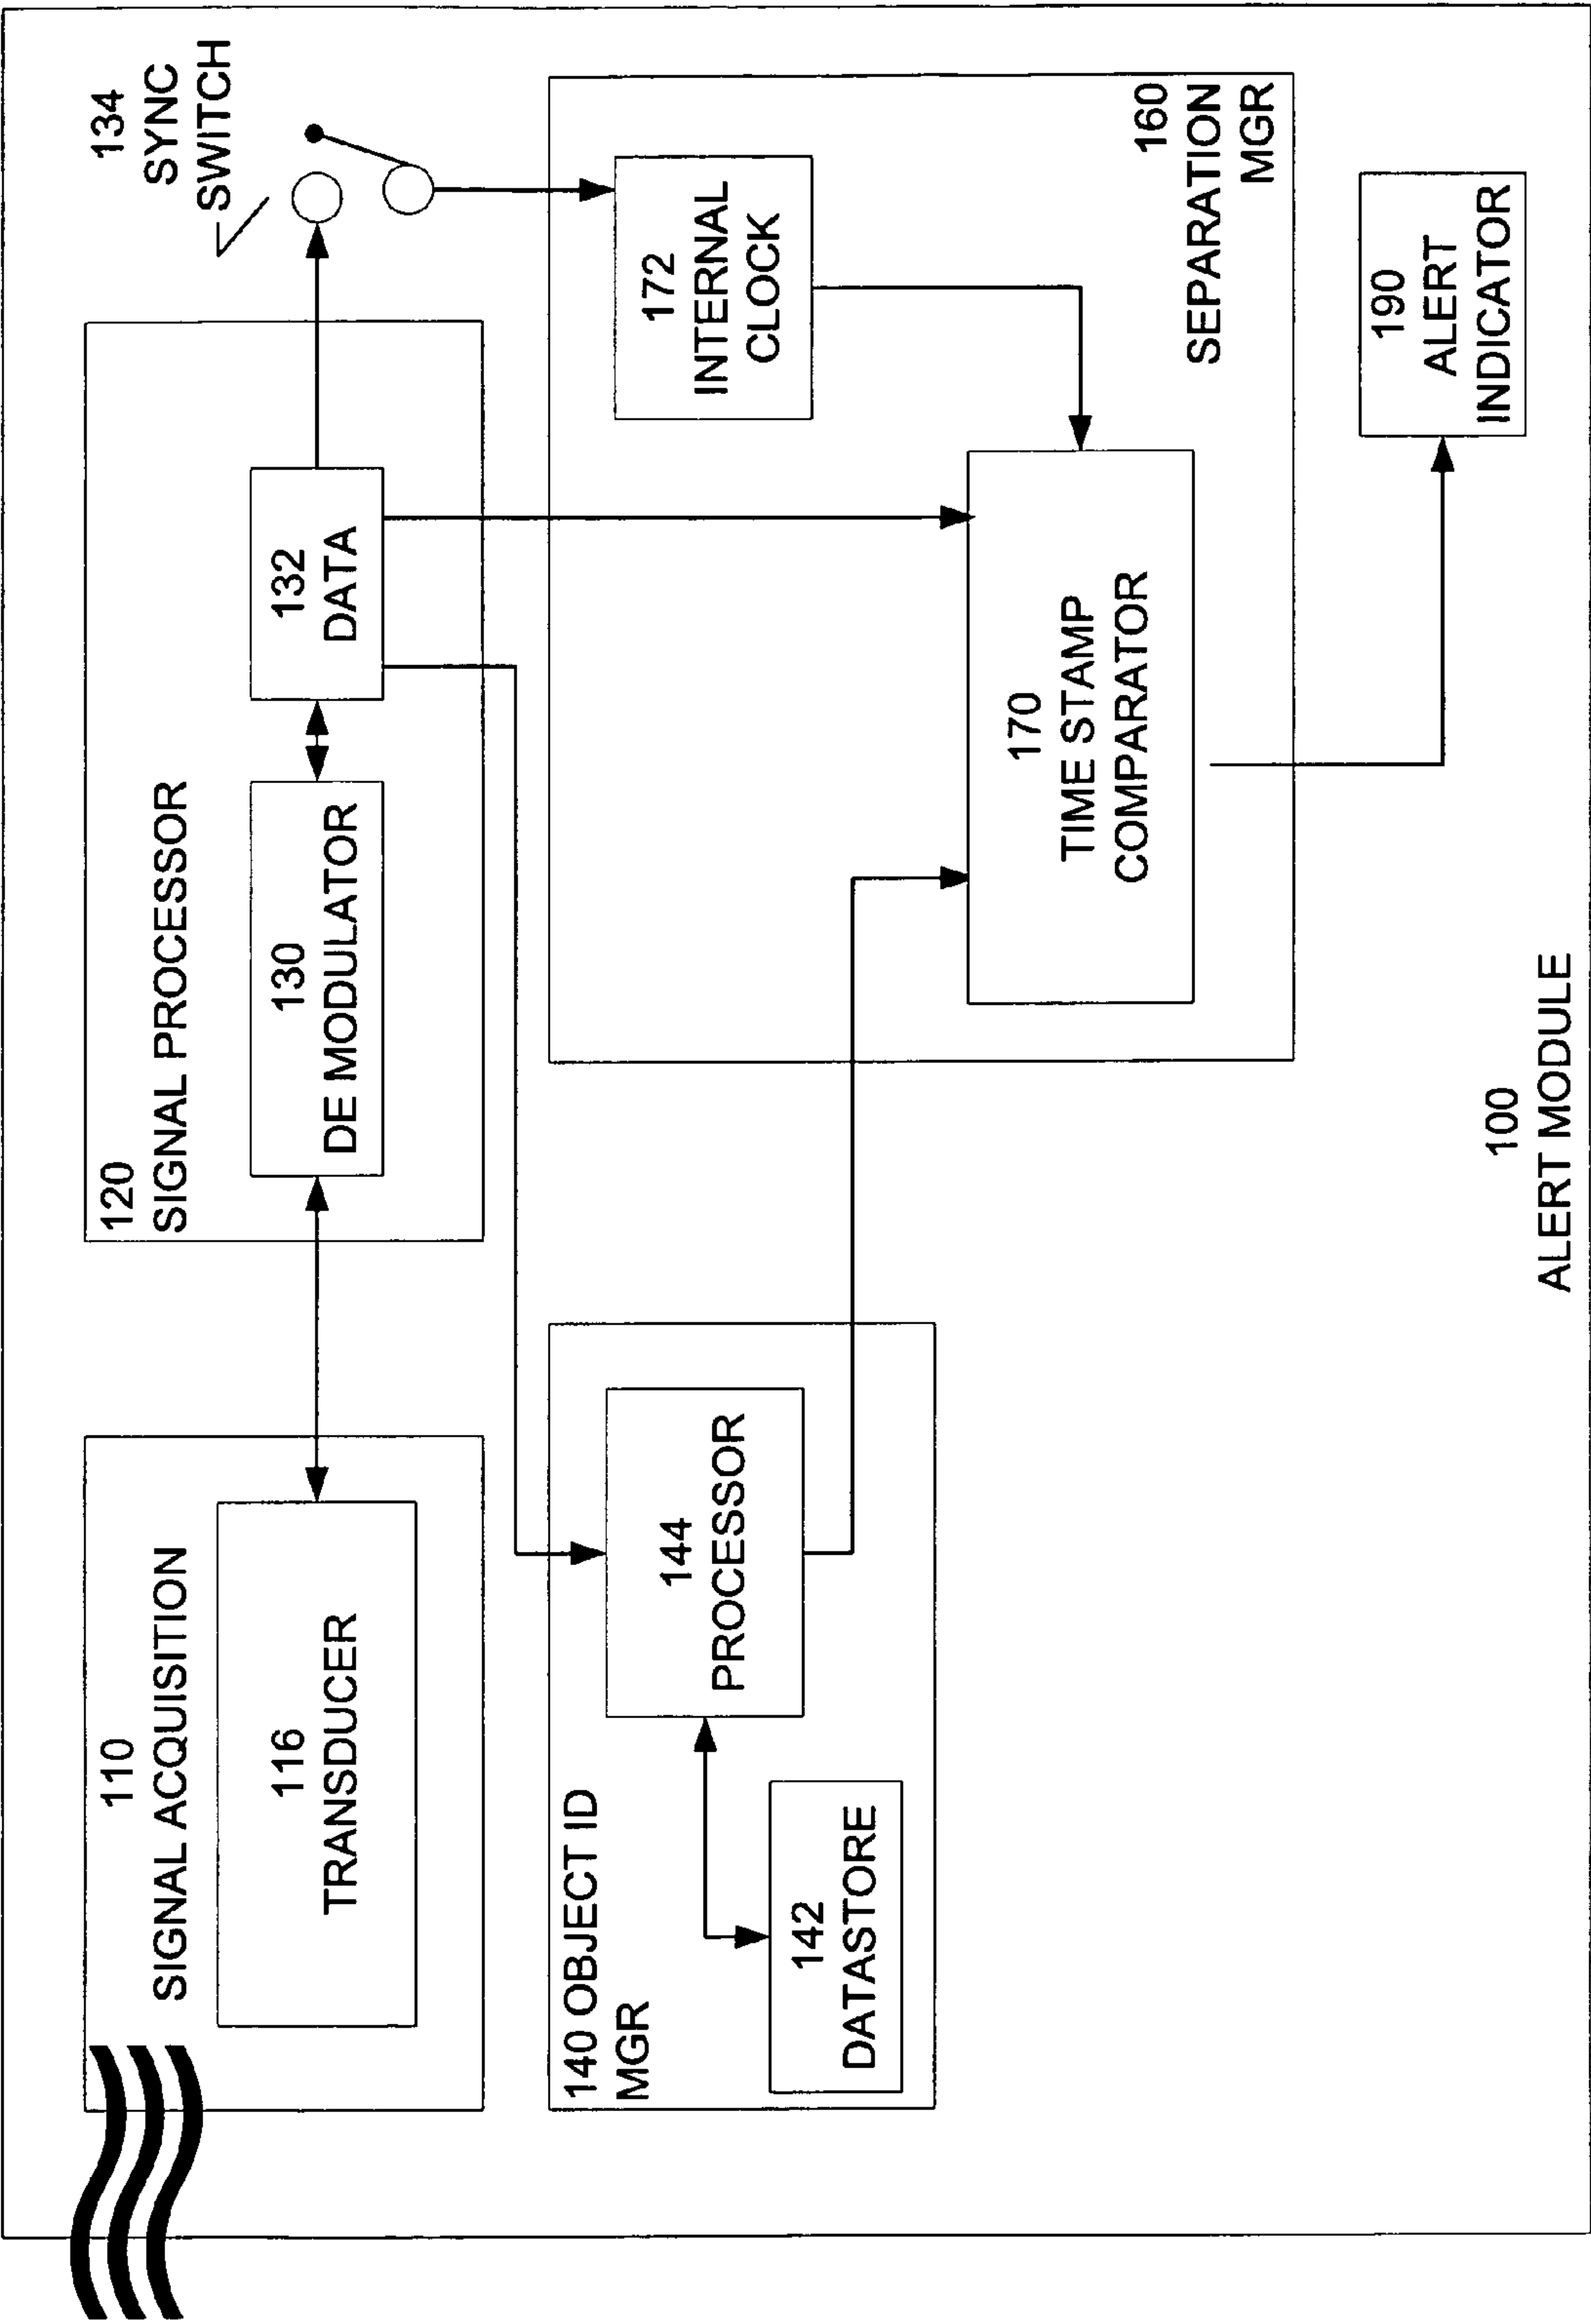 110
SIGNAL ACQUISITION
116
TRANSDUCER
120
SIGNAL PROCESSOR
130
DE MODULATOR
132
DATA
134
SYNC
SWITCH
140 OBJECT ID
MGR
144
PROCESSOR
142
DATASTORE
172
INTERNAL
CLOCK
170
TIME STAMP
COMPARATOR
160
SEPARATION
MGR
190
ALERT
INDICATOR
100
ALERT MODULE